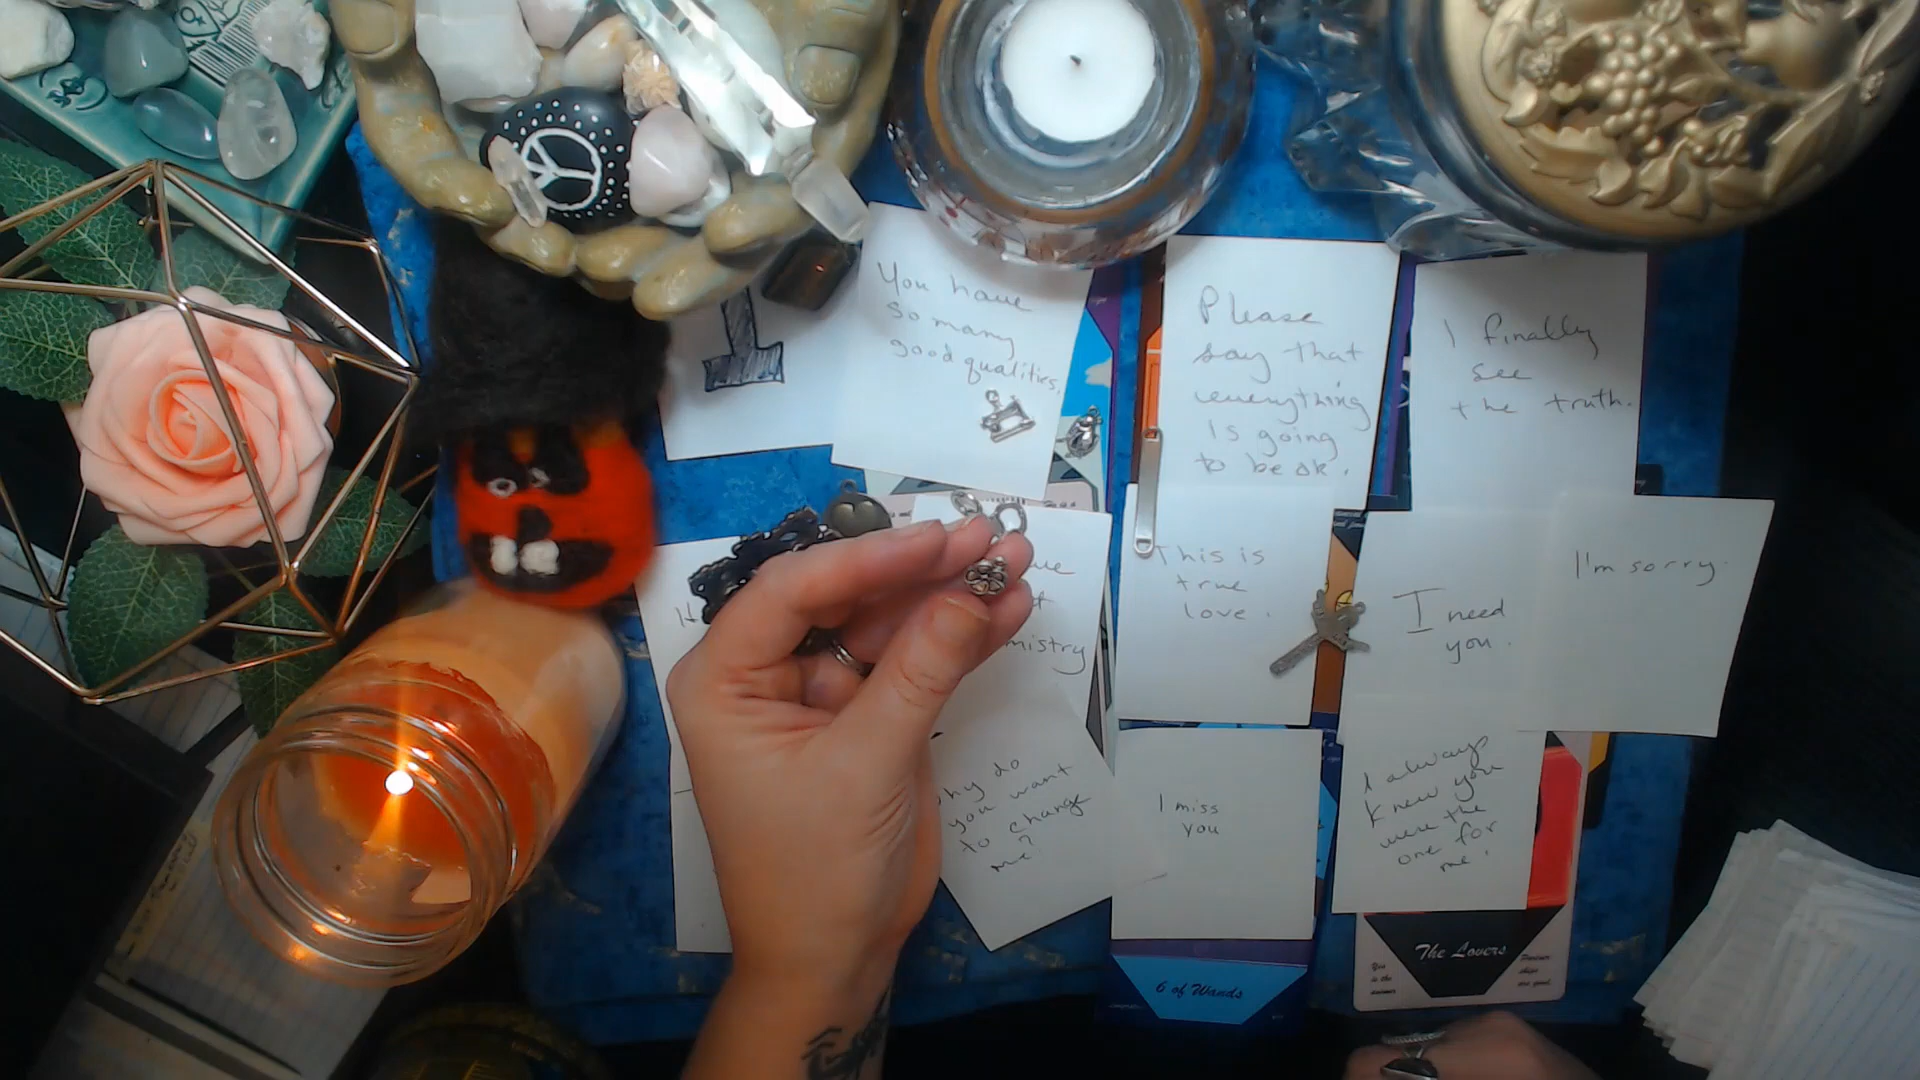 You have
so many
good qualities,
Please
say that
everything
is going
to be ok.
I finally
see
the truth.
This is
true
love.
I need
you.
I'm sorry.
mistry
you want
to change
me?
I miss
you
I always
knew you
were the
one for
me.
6 of Wands
The Lovers